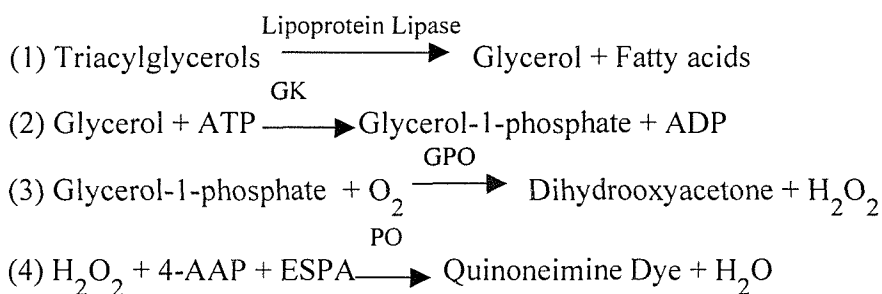 Lipoprotein Lipase
(1) Triacylglycerols ⟶ Glycerol + Fatty acids
GK
(2) Glycerol + ATP ⟶ Glycerol-1-phosphate + ADP
GPO
(3) Glycerol-1-phosphate + O₂ ⟶ Dihydrooxyacetone + H₂O₂
PO
(4) H₂O₂ + 4-AAP + ESPA ⟶ Quinoneimine Dye + H₂O